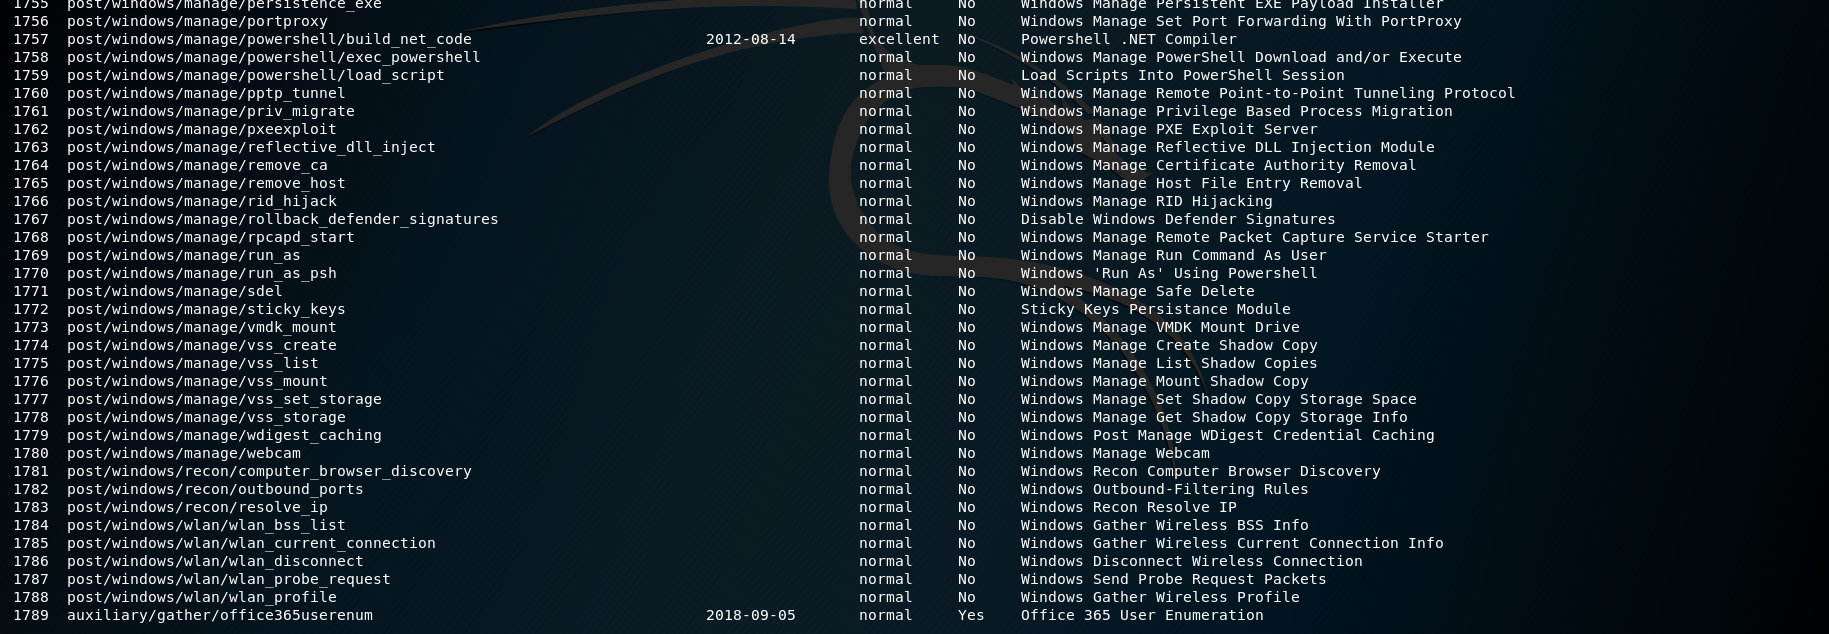 1755 post/windows/manage/persistence_exe normal No Windows Manage Persistent EXE Payload Installer
1756 post/windows/manage/portproxy normal No Windows Manage Set Port Forwarding With PortProxy
1757 post/windows/manage/powershell/build_net_code 2012-08-14 excellent No Powershell .NET Compiler
1758 post/windows/manage/powershell/exec_powershell normal No Windows Manage PowerShell Download and/or Execute
1759 post/windows/manage/powershell/load_script normal No Load Scripts Into PowerShell Session
1760 post/windows/manage/pptp_tunnel normal No Windows Manage Remote Point-to-Point Tunneling Protocol
1761 post/windows/manage/priv_migrate normal No Windows Manage Privilege Based Process Migration
1762 post/windows/manage/pxeexploit normal No Windows Manage PXE Exploit Server
1763 post/windows/manage/reflective_dll_inject normal No Windows Manage Reflective DLL Injection Module
1764 post/windows/manage/remove_ca normal No Windows Manage Certificate Authority Removal
1765 post/windows/manage/remove_host normal No Windows Manage Host File Entry Removal
1766 post/windows/manage/rid_hijack normal No Windows Manage RID Hijacking
1767 post/windows/manage/rollback_defender_signatures normal No Disable Windows Defender Signatures
1768 post/windows/manage/rpcapd_start normal No Windows Manage Remote Packet Capture Service Starter
1769 post/windows/manage/run_as normal No Windows Manage Run Command As User
1770 post/windows/manage/run_as_psh normal No Windows 'Run As' Using Powershell
1771 post/windows/manage/sdel normal No Windows Manage Safe Delete
1772 post/windows/manage/sticky_keys normal No Sticky Keys Persistance Module
1773 post/windows/manage/vmdk_mount normal No Windows Manage VMDK Mount Drive
1774 post/windows/manage/vss_create normal No Windows Manage Create Shadow Copy
1775 post/windows/manage/vss_list normal No Windows Manage List Shadow Copies
1776 post/windows/manage/vss_mount normal No Windows Manage Mount Shadow Copy
1777 post/windows/manage/vss_set_storage normal No Windows Manage Set Shadow Copy Storage Space
1778 post/windows/manage/vss_storage normal No Windows Manage Get Shadow Copy Storage Info
1779 post/windows/manage/wdigest_caching normal No Windows Post Manage WDigest Credential Caching
1780 post/windows/manage/webcam normal No Windows Manage Webcam
1781 post/windows/recon/computer_browser_discovery normal No Windows Recon Computer Browser Discovery
1782 post/windows/recon/outbound_ports normal No Windows Outbound-Filtering Rules
1783 post/windows/recon/resolve_ip normal No Windows Recon Resolve IP
1784 post/windows/wlan/wlan_bss_list normal No Windows Gather Wireless BSS Info
1785 post/windows/wlan/wlan_current_connection normal No Windows Gather Wireless Current Connection Info
1786 post/windows/wlan/wlan_disconnect normal No Windows Disconnect Wireless Connection
1787 post/windows/wlan/wlan_probe_request normal No Windows Send Probe Request Packets
1788 post/windows/wlan/wlan_profile normal No Windows Gather Wireless Profile
1789 auxiliary/gather/office365userenum 2018-09-05 normal Yes Office 365 User Enumeration